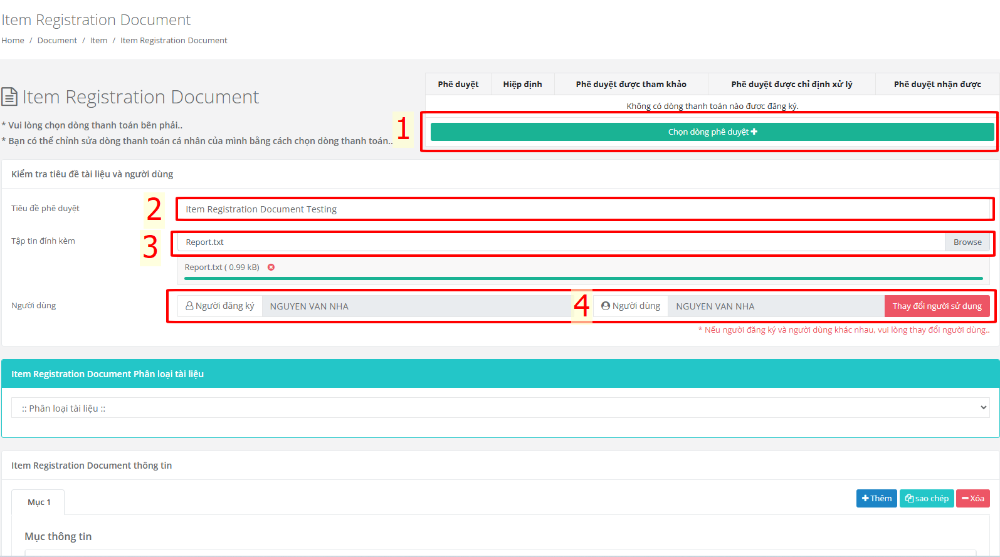 Item Registration Document
Home / Document / Item / Item Registration Document
Item Registration Document
* Vui lòng chọn dòng thanh toán bên phải..
* Bạn có thể chỉnh sửa dòng thanh toán cá nhân của mình bằng cách chọn dòng thanh toán..
Phê duyệt Hiệp định Phê duyệt được tham khảo Phê duyệt được chỉ định xử lý Phê duyệt nhận được
Không có dòng thanh toán nào được đăng ký.
1
Chọn dòng phê duyệt
Kiểm tra tiêu đề tài liệu và người dùng
Tiêu đề phê duyệt 2 Item Registration Document Testing
Tập tin đính kèm 3 Report.txt Browse
Report.txt ( 0.99 kB)
Người dùng Người đăng ký NGUYEN VAN NHA 4 Người dùng NGUYEN VAN NHA Thay đổi người sử dụng
* Nếu người đăng ký và người dùng khác nhau, vui lòng thay đổi người dùng..
Item Registration Document Phân loại tài liệu
:: Phân loại tài liệu ::
Item Registration Document thông tin
Mục 1 Thêm sao chép Xóa
Mục thông tin